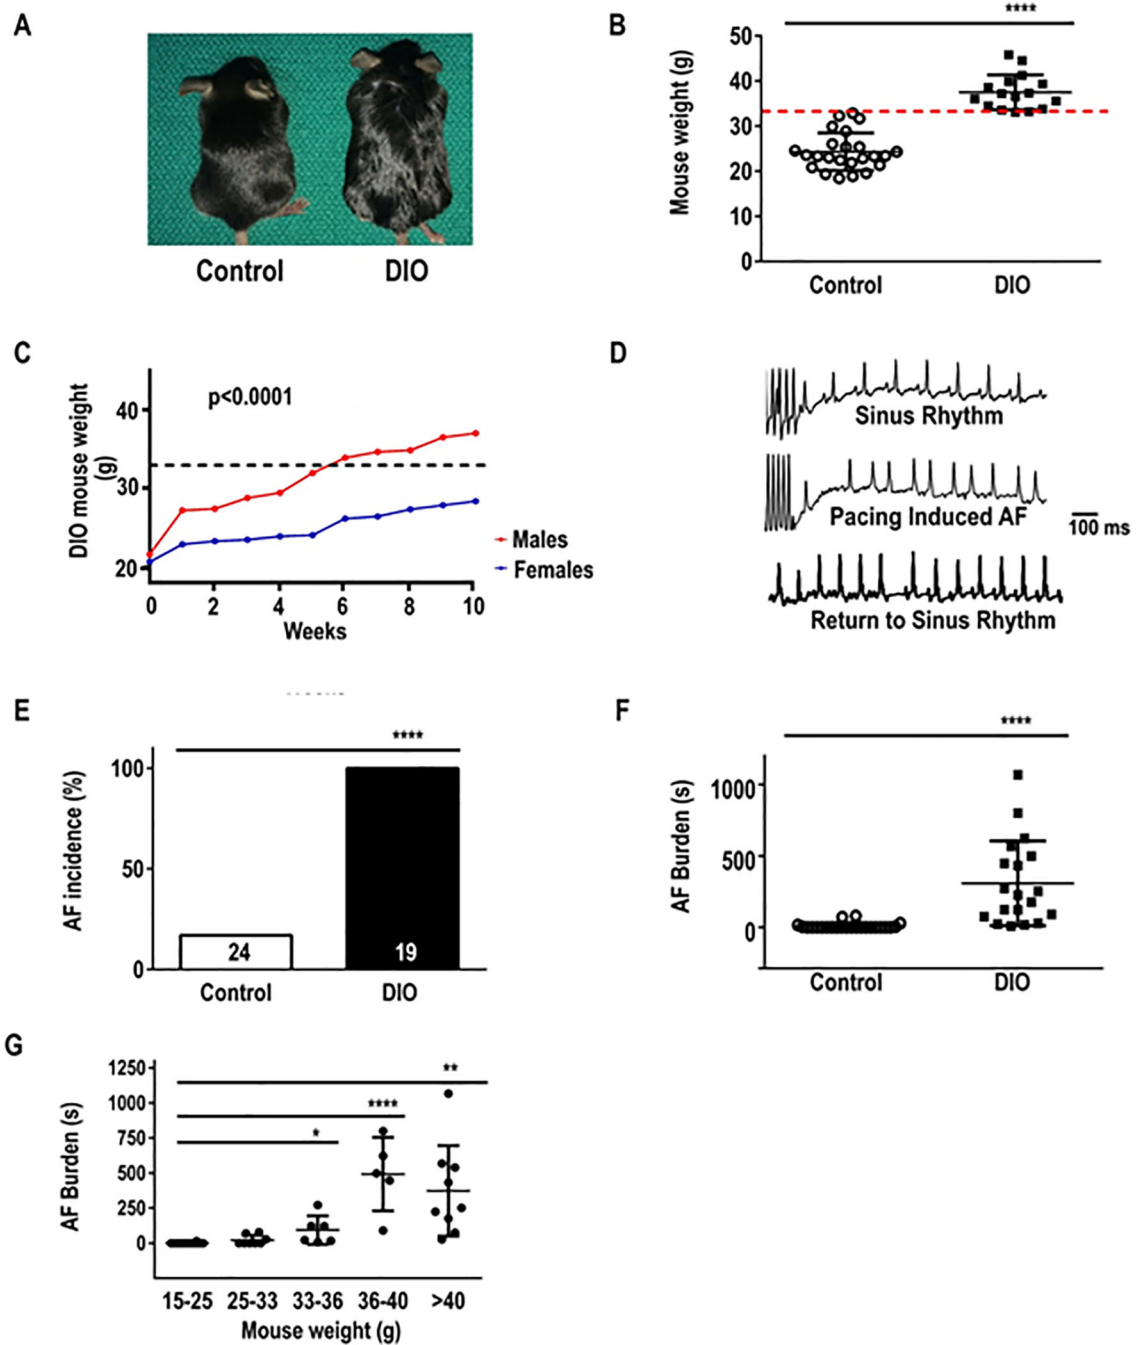 A
Control
DIO
B
****
Mouse weight (g)
50
40
30
20
10
0
Control
DIO
C
DIO mouse weight
(g)
p<0.0001
40
30
20
0
2
4
6
8
10
Weeks
Males
Females
D
Sinus Rhythm
Pacing Induced AF
100 ms
Return to Sinus Rhythm
E
****
AF incidence (%)
100
50
0
24
19
Control
DIO
F
****
AF Burden (s)
1000
500
0
Control
DIO
G
AF Burden (s)
1250
1000
750
500
250
0
**
****
*
15-25
25-33
33-36
36-40
>40
Mouse weight (g)